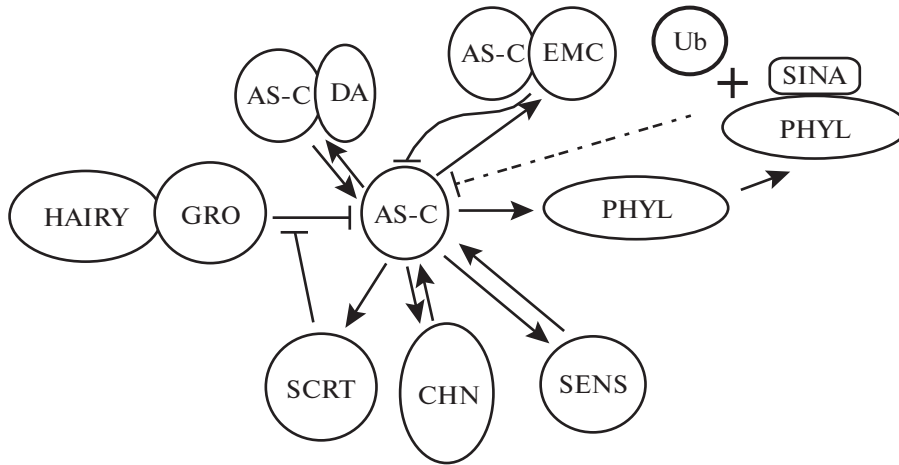 AS-C
EMC
Ub
+
SINA
AS-C
DA
PHYL
HAIRY
GRO
AS-C
PHYL
SCRT
CHN
SENS